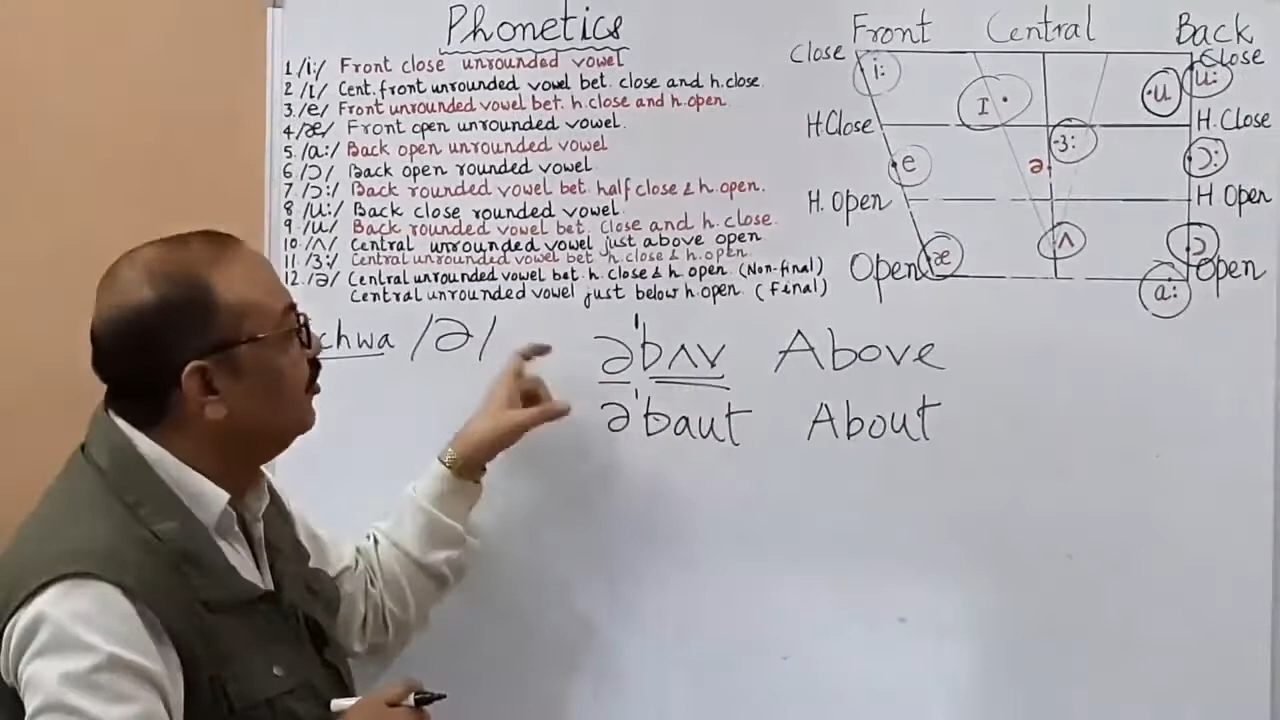 Phonetics
1 /i:/ Front close unrounded vowel
2 /I/ Cent. front unrounded vowel bet. close and h.close
3. /e/ Front unrounded vowel bet. h.close and h.open
4. /æ/ Front open unrounded vowel.
5. /a:/ Back open unrounded vowel
6. /ɔ/ Back open rounded vowel
7. /ɔ:/ Back rounded vowel bet. half close & h.open.
8 /u:/ Back close rounded vowel.
9. /u/ Back rounded vowel bet. close and h. close.
10. /ʌ/ Central unrounded vowel just above open
11. /3:/ Central unrounded vowel bet h.close & h.open.
12. /ə/ Central unrounded vowel bet. h. close & h. open. (Non-final)
Central unrounded vowel just below h.open. (Final)
Front Central Back
Close Close
i: I u u:
H.Close H. Close
e ə 3: ɔ:
H. Open H Open
æ ʌ ɔ
Open Open
a:
chwa /ə/
ə'bʌv Above
ə'baut About